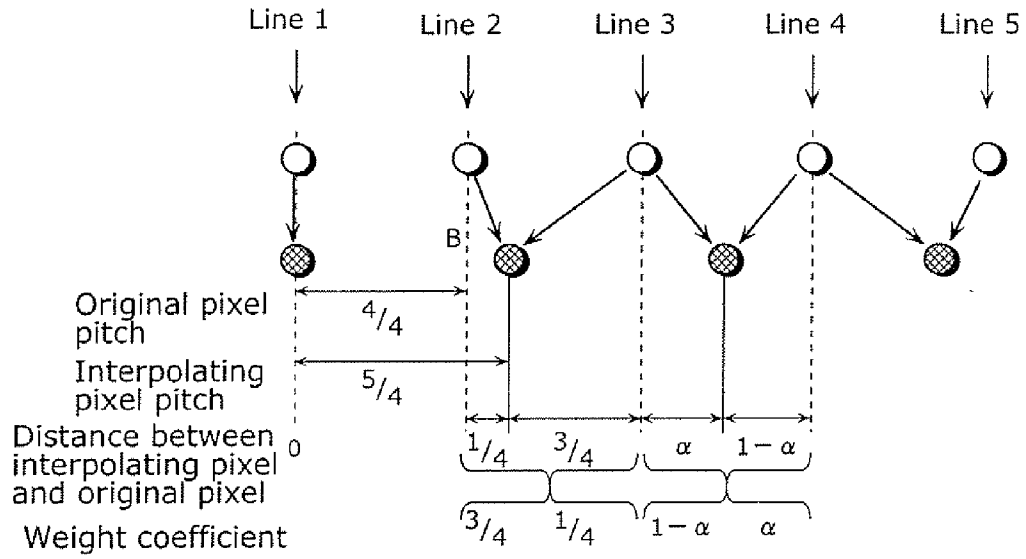 Line 1 Line 2 Line 3 Line 4 Line 5
B
Original pixel
pitch
4/4
Interpolating
pixel pitch
5/4
Distance between
interpolating pixel
and original pixel
0 1/4 3/4 α 1-α
Weight coefficient
3/4 1/4 1-α α